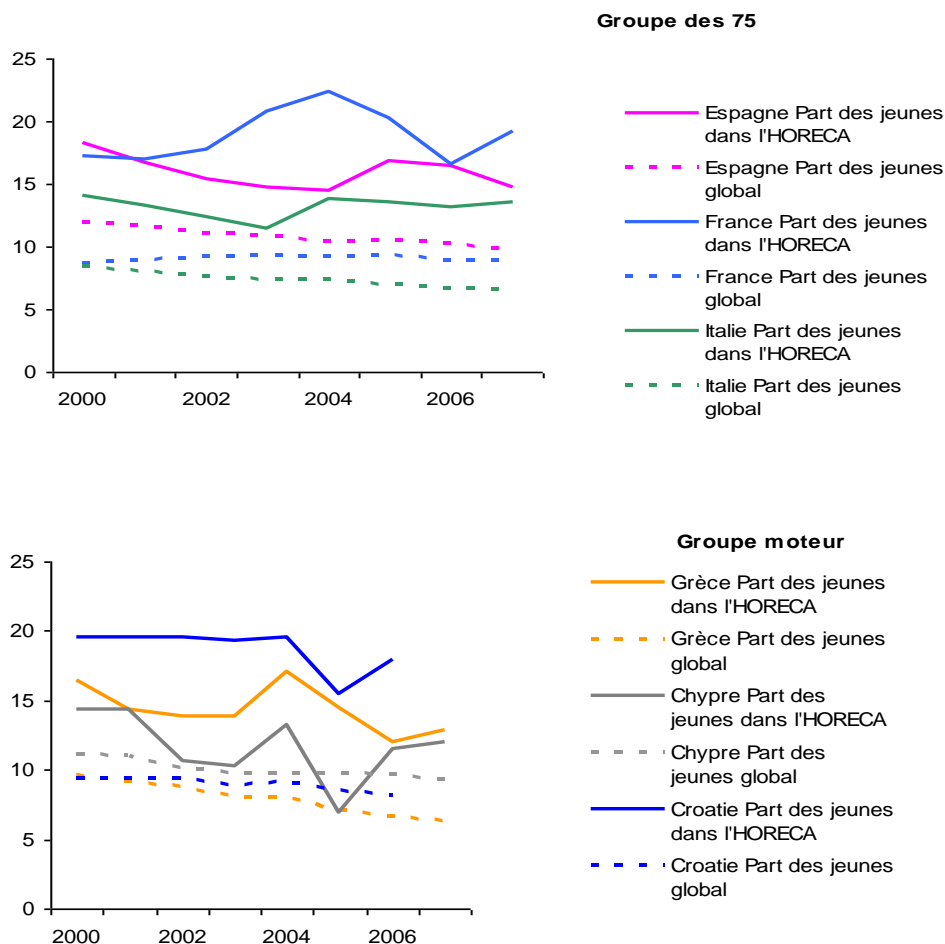 Groupe des 75
25
20
15
10
5
0
2000 2002 2004 2006
Espagne Part des jeunes
dans l'HORECA
Espagne Part des jeunes
global
France Part des jeunes
dans l'HORECA
France Part des jeunes
global
Italie Part des jeunes
dans l'HORECA
Italie Part des jeunes
global
Groupe moteur
25
20
15
10
5
0
2000 2002 2004 2006
Grèce Part des jeunes
dans l'HORECA
Grèce Part des jeunes
global
Chypre Part des
jeunes dans l'HORECA
Chypre Part des
jeunes global
Croatie Part des jeunes
dans l'HORECA
Croatie Part des jeunes
global